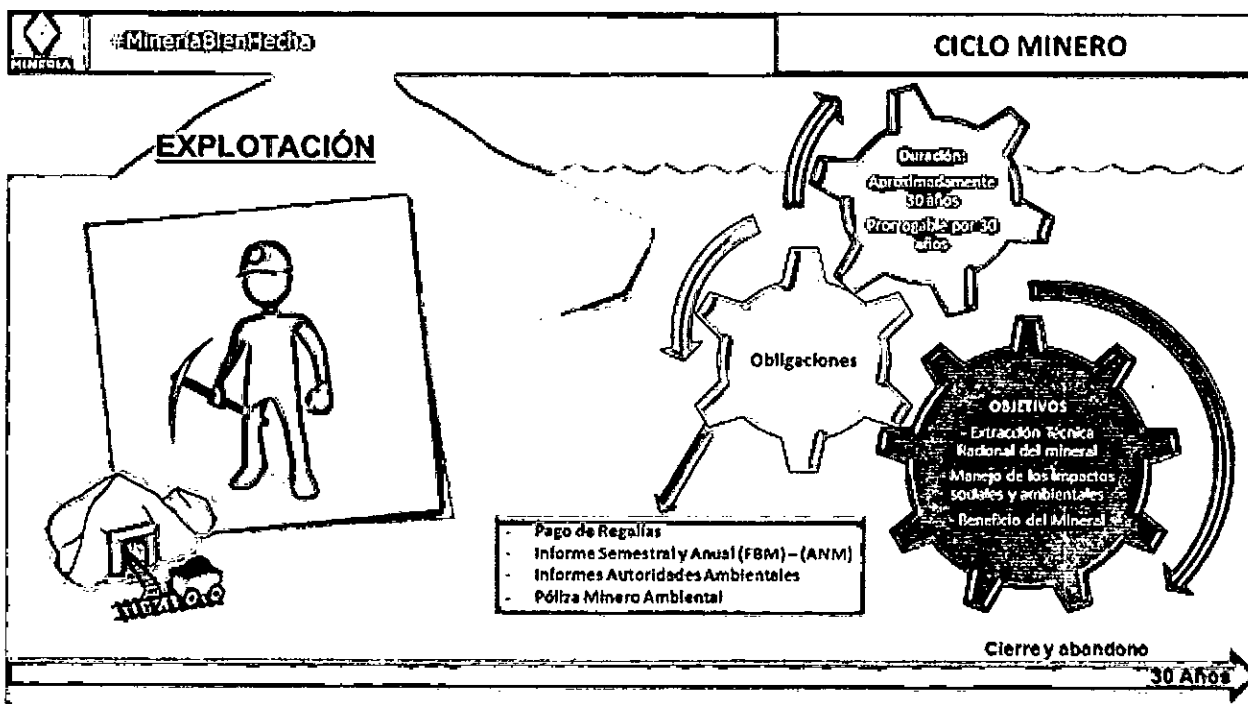 MINERÍA
#MineríaBienHecha
CICLO MINERO
EXPLOTACIÓN
Duración:
Aproximadamente
30 años
Prorrogable por 30
años
Obligaciones
OBJETIVOS
- Extracción Técnica
Racional del mineral
- Manejo de los impactos
sociales y ambientales
- Beneficio del Mineral
- Pago de Regalías
- Informe Semestral y Anual (FBM) – (ANM)
- Informes Autoridades Ambientales
- Póliza Minero Ambiental
Cierre y abandono
30 Años